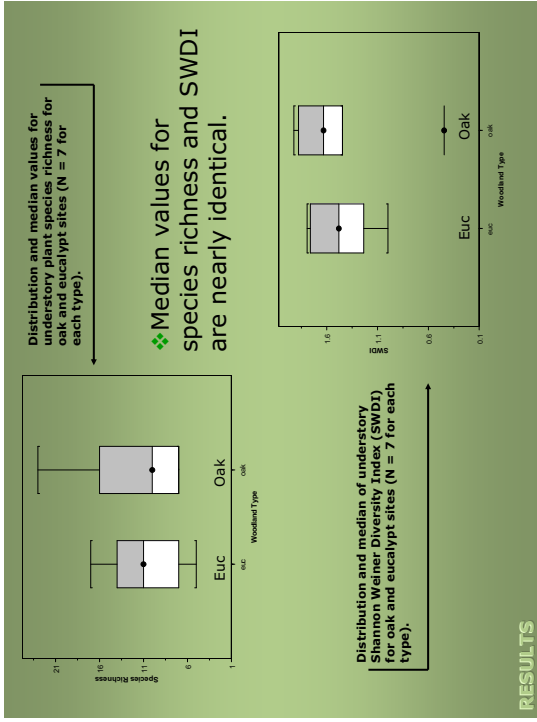 RESULTS
Distribution and median values for
understory plant species richness for
oak and eucalypt sites (N = 7 for
each type).
Species Richness
21
16
11
6
1
Euc
Oak
euc
oak
Woodland Type
❖Median values for
species richness and SWDI
are nearly identical.
Distribution and median of understory
Shannon Weiner Diversity Index (SWDI)
for oak and eucalypt sites (N = 7 for each
type).
SWDI
1.6
1.1
0.6
0.1
Euc
Oak
euc
oak
Woodland Type